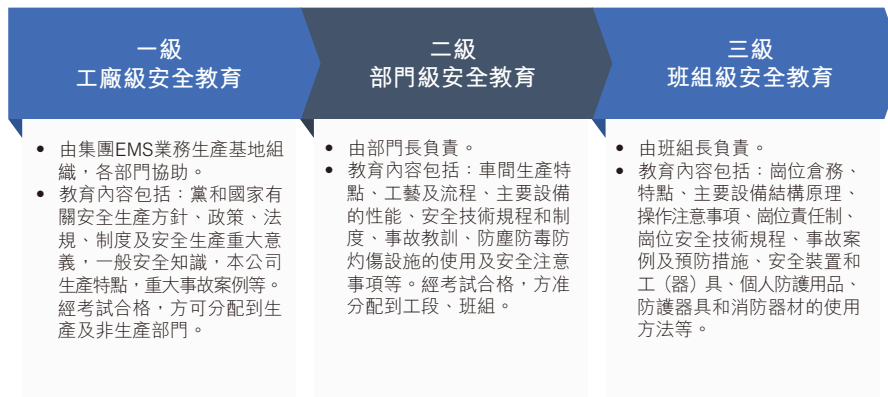 一級
工廠級安全教育
• 由集團EMS業務生產基地組
織，各部門協助。
• 教育內容包括：黨和國家有
關安全生產方針、政策、法
規、制度及安全生產重大意
義，一般安全知識，本公司
生產特點，重大事故案例等。
經考試合格，方可分配到生
產及非生產部門。
二級
部門級安全教育
• 由部門長負責。
• 教育內容包括：車間生產特
點、工藝及流程、主要設備
的性能、安全技術規程和制
度、事故教訓、防塵防毒防
灼傷設施的使用及安全注意
事項等。經考試合格，方准
分配到工段、班組。
三級
班組級安全教育
• 由班組長負責。
• 教育內容包括：崗位倉務、
特點、主要設備結構原理、
操作注意事項、崗位責任制、
崗位安全技術規程、事故案
例及預防措施、安全裝置和
工（器）具、個人防護用品、
防護器具和消防器材的使用
方法等。